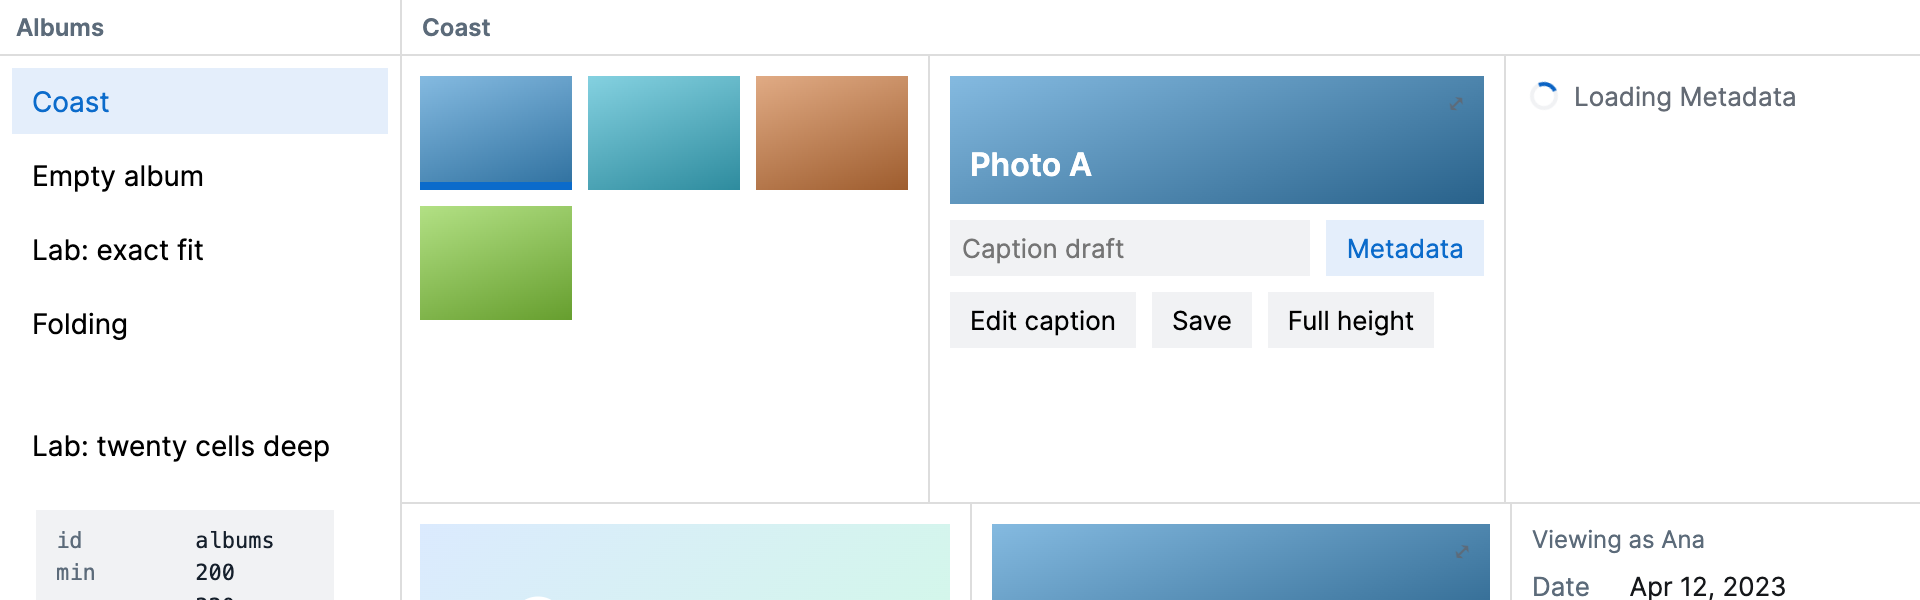 Albums
Coast
Coast
Empty album
Lab: exact fit
Folding
Lab: twenty cells deep
id albums
min 200
Photo A
Caption draft
Metadata
Edit caption
Save
Full height
Loading Metadata
Viewing as Ana
Date Apr 12, 2023